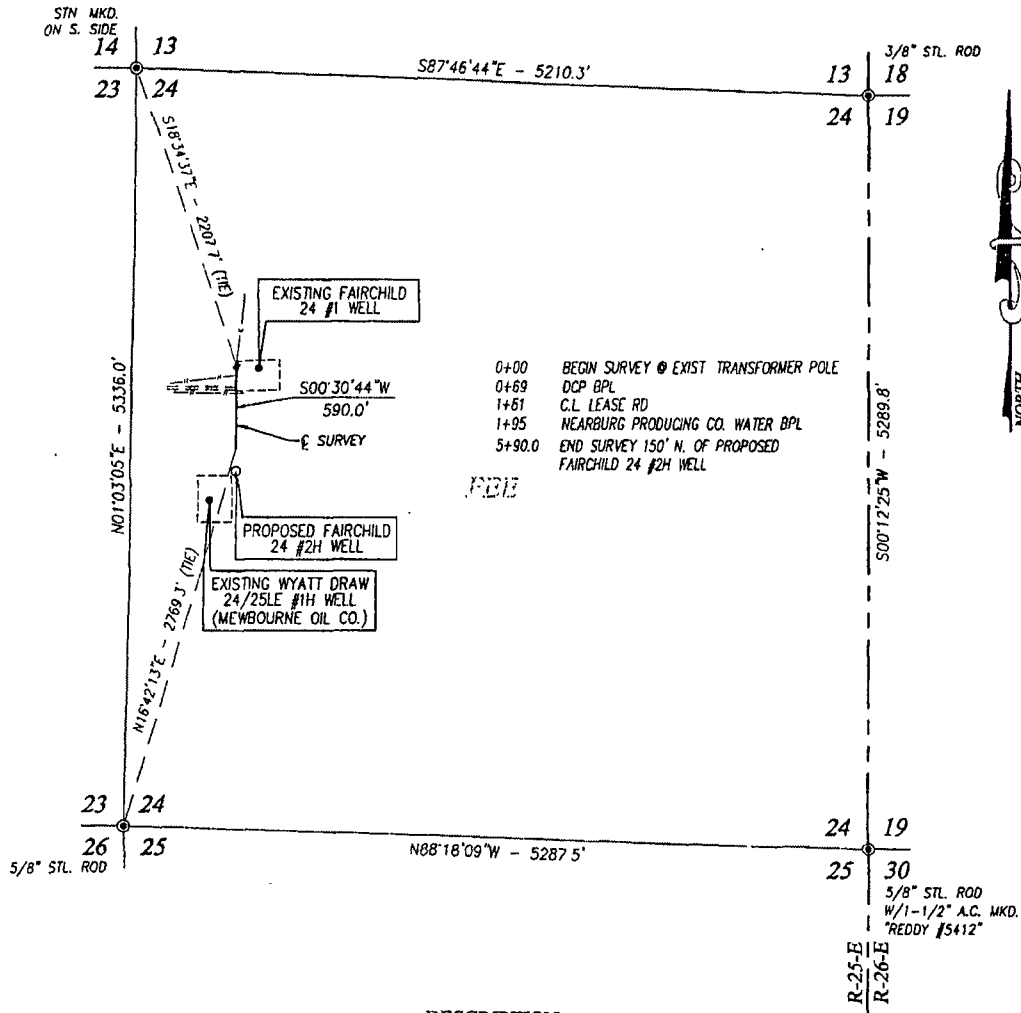 STN MKD.
ON S. SIDE
14 13
23 24
S87°46'44"E - 5210.3'
3/8" STL. ROD
13 18
24 19
S18°34'37"E - 2207.7' (TIE)
NORTH
EXISTING FAIRCHILD
24 #1 WELL
N01°03'05"E - 5336.0'
S00°30'44"W
590.0'
℄ SURVEY
0+00 BEGIN SURVEY @ EXIST TRANSFORMER POLE
0+69 DCP BPL
1+61 C.L. LEASE RD
1+95 NEARBURG PRODUCING CO. WATER BPL
5+90.0 END SURVEY 150' N. OF PROPOSED
FAIRCHILD 24 #2H WELL
FEE
S00°12'25"W - 5289.8'
PROPOSED FAIRCHILD
24 #2H WELL
EXISTING WYATT DRAW
24/25LE #1H WELL
(MEWBOURNE OIL CO.)
N16°42'13"E - 2769.3' (TIE)
23 24
26 25
5/8" STL. ROD
N88°18'09"W - 5287.5'
24 19
25 30
5/8" STL. ROD
W/1-1/2" A.C. MKD.
"REDDY #5412"
R-25-E
R-26-E